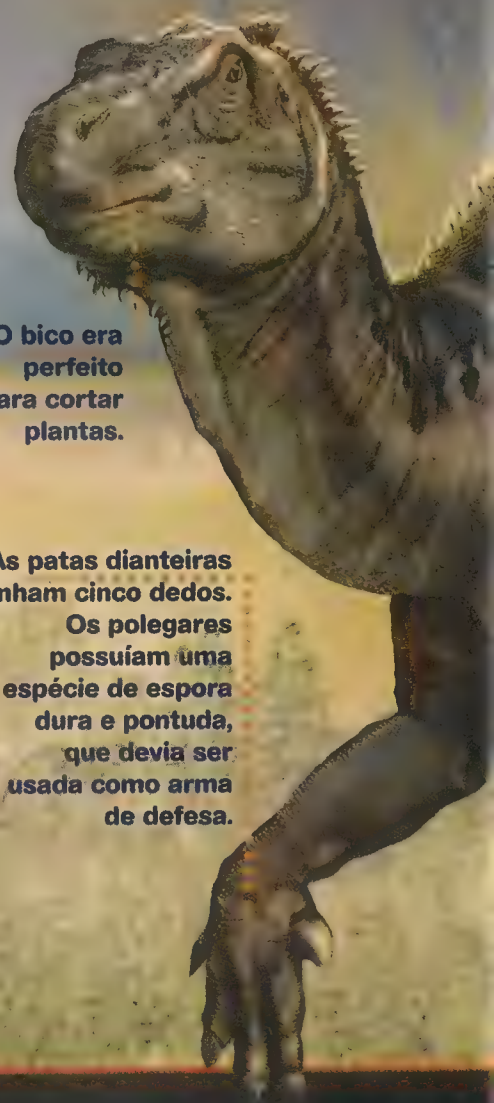 O bico era
perfeito
ara cortar
plantas.
As patas dianteiras
nham cinco dedos.
Os polegares
possuíam uma
espécie de espora
dura e pontuda,
que devia ser
usada como arma
de defesa.